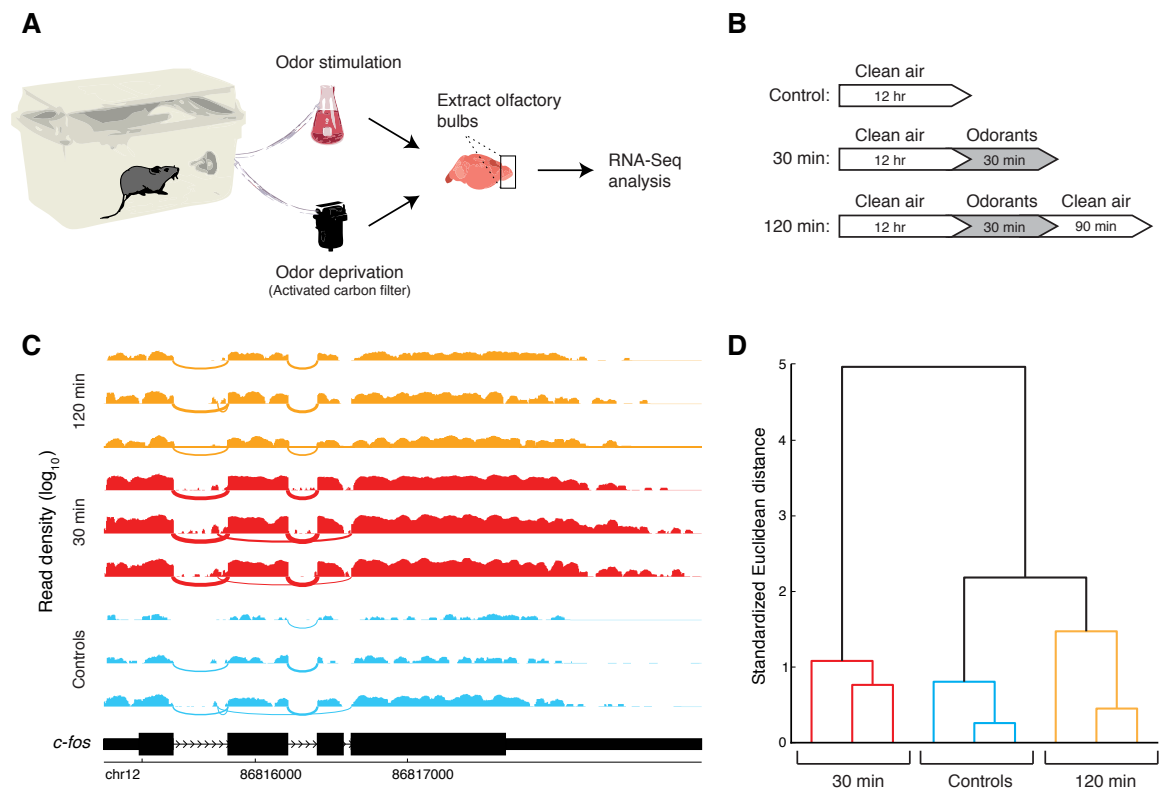 A
Odor stimulation
Extract olfactory
bulbs
RNA-Seq
analysis
Odor deprivation
(Activated carbon filter)
B
Clean air
Control:
12 hr
Clean air
Odorants
30 min:
12 hr
30 min
Clean air
Odorants
Clean air
120 min:
12 hr
30 min
90 min
C
Read density (log10)
120 min
30 min
Controls
c-fos
chr12
86816000
86817000
D
Standardized Euclidean distance
5
4
3
2
1
0
30 min
Controls
120 min